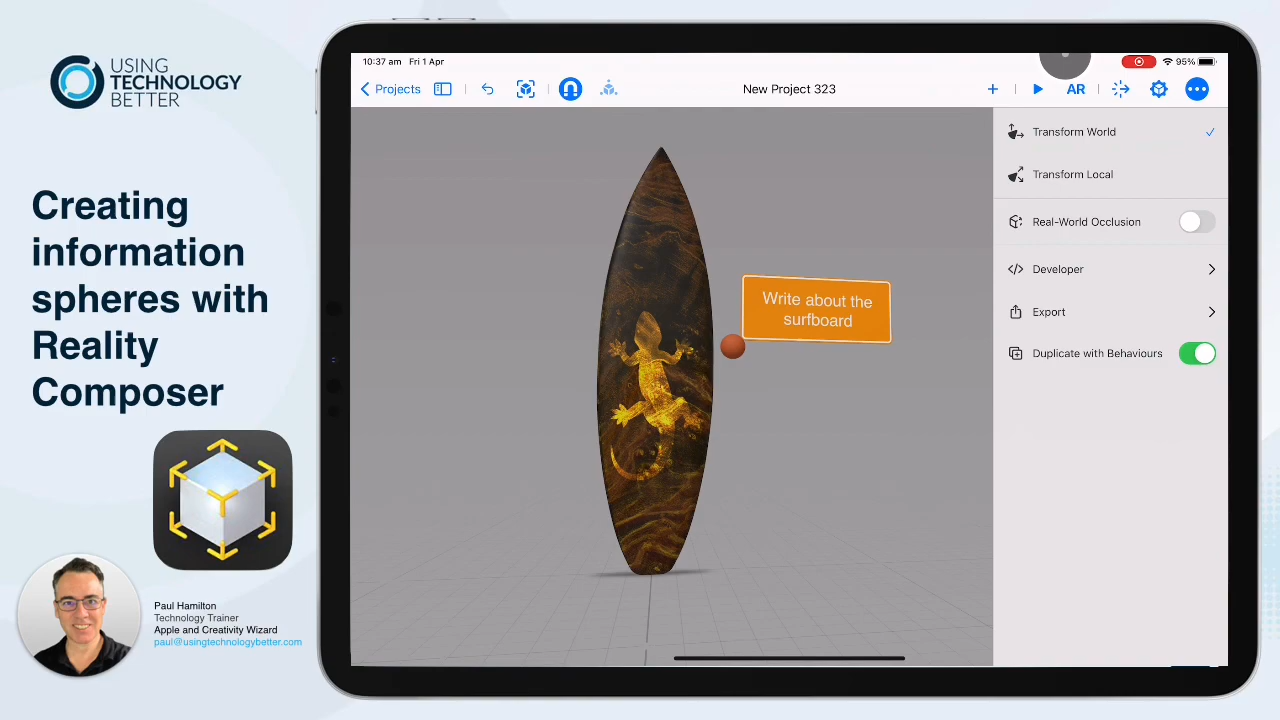 USING
TECHNOLOGY
BETTER
Creating
information
spheres with
Reality
Composer
Paul Hamilton
Technology Trainer
Apple and Creativity Wizard
paul@usingtechnologybetter.com
10:37 am Fri 1 Apr
95%
Projects
New Project 323
AR
Transform World
Transform Local
Real-World Occlusion
Developer
Export
Duplicate with Behaviours
Write about the
surfboard